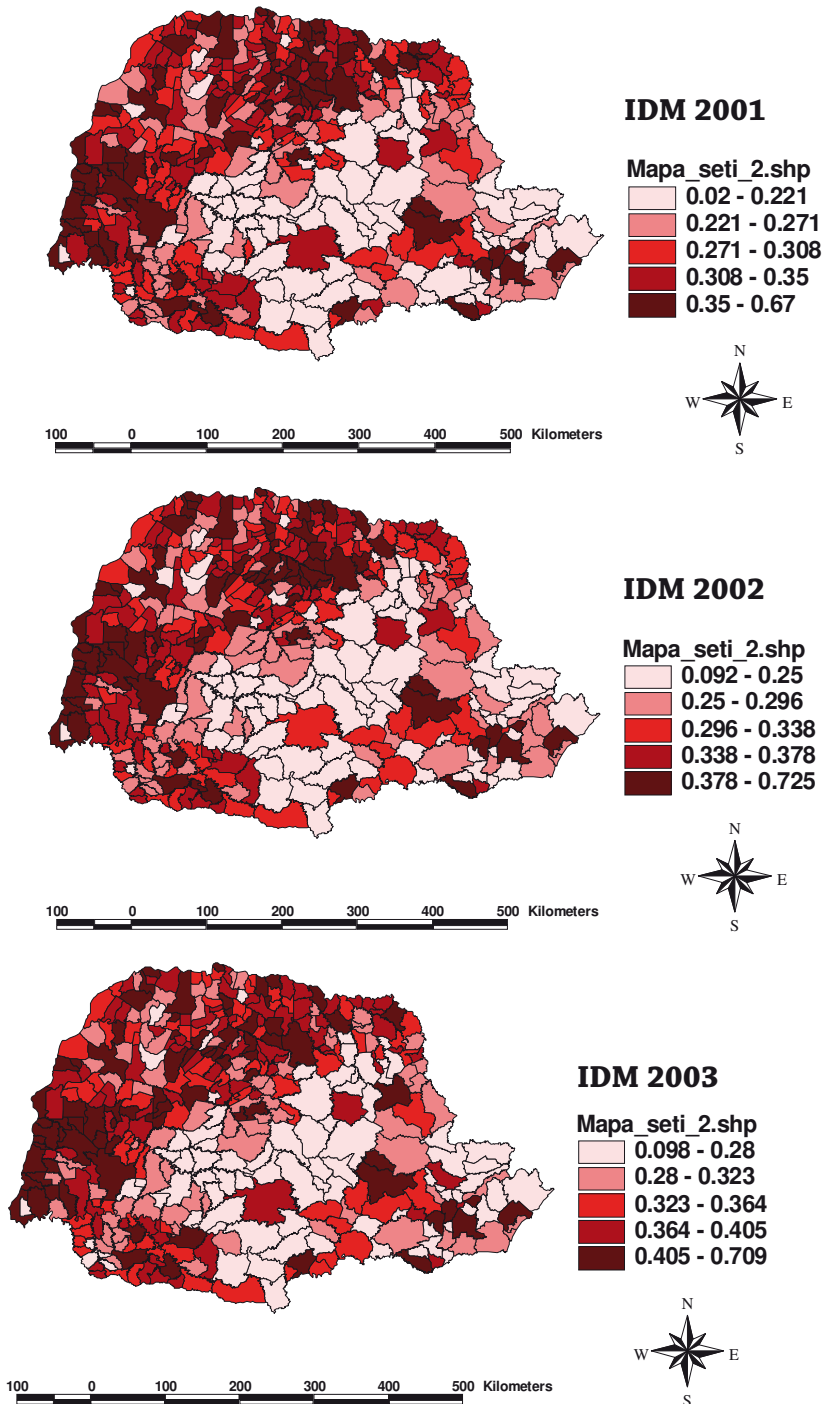 IDM 2001
Mapa_seti_2.shp
0.02 - 0.221
0.221 - 0.271
0.271 - 0.308
0.308 - 0.35
0.35 - 0.67
N
W E
S
100 0 100 200 300 400 500 Kilometers
IDM 2002
Mapa_seti_2.shp
0.092 - 0.25
0.25 - 0.296
0.296 - 0.338
0.338 - 0.378
0.378 - 0.725
N
W E
S
100 0 100 200 300 400 500 Kilometers
IDM 2003
Mapa_seti_2.shp
0.098 - 0.28
0.28 - 0.323
0.323 - 0.364
0.364 - 0.405
0.405 - 0.709
N
W E
S
100 0 100 200 300 400 500 Kilometers